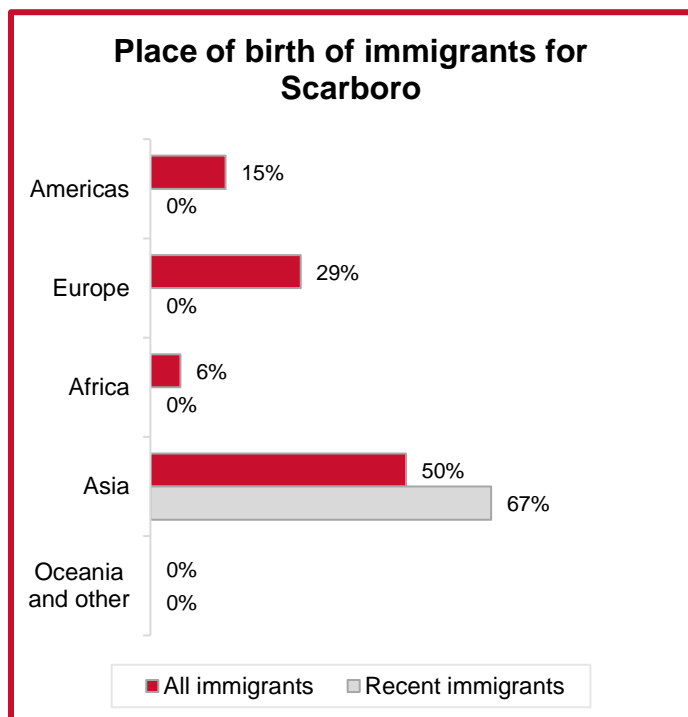 Place of birth of immigrants for
Scarboro
Americas
15%
0%
Europe
29%
0%
Africa
6%
0%
Asia
50%
67%
Oceania
and other
0%
0%
All immigrants
Recent immigrants